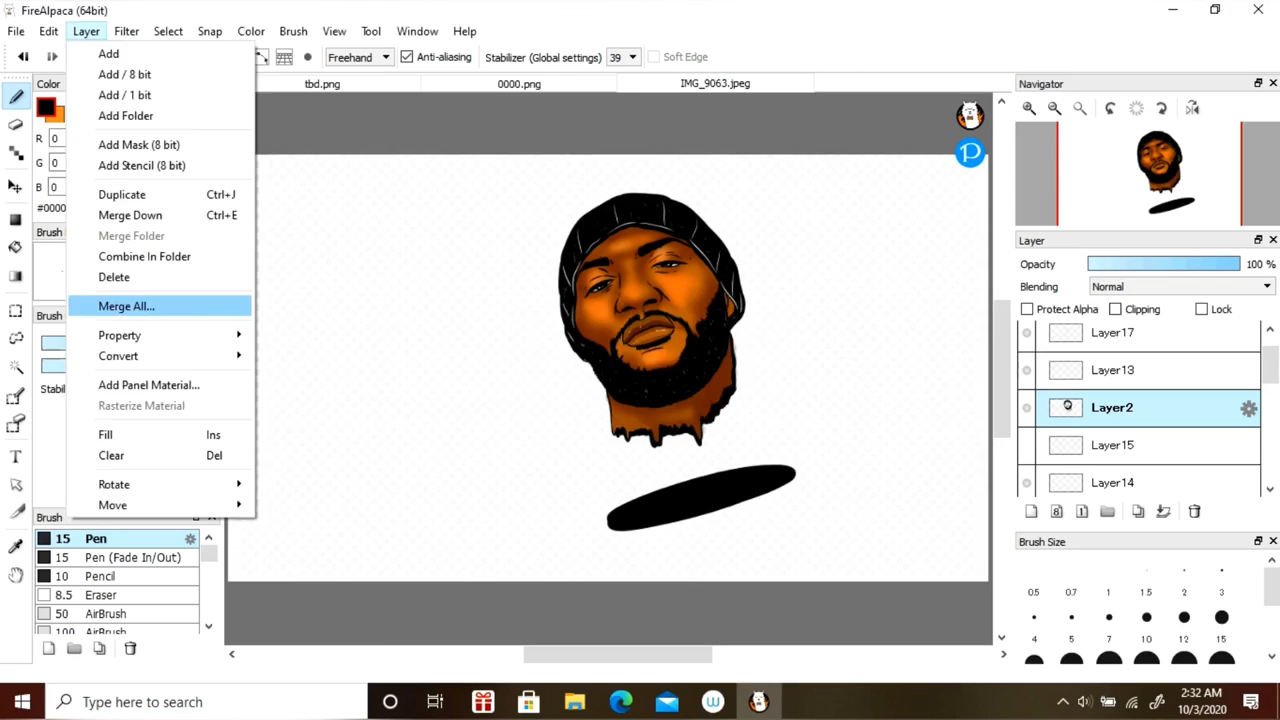 FireAlpaca (64bit)
File Edit Layer Filter Select Snap Color Brush View Tool Window Help
Freehand Anti-aliasing Stabilizer (Global settings) 39 Soft Edge
tbd.png 0000.png IMG_9063.jpeg
Color
R 0
G 0
B 0
#0000
Brush
Brush
Stabil
Add
Add / 8 bit
Add / 1 bit
Add Folder
Add Mask (8 bit)
Add Stencil (8 bit)
Duplicate Ctrl+J
Merge Down Ctrl+E
Merge Folder
Combine In Folder
Delete
Merge All...
Property
Convert
Add Panel Material...
Rasterize Material
Fill Ins
Clear Del
Rotate
Move
Brush
15 Pen
15 Pen (Fade In/Out)
10 Pencil
8.5 Eraser
50 AirBrush
100 AirBrush
P
Navigator
Layer
Opacity 100 %
Blending Normal
Protect Alpha Clipping Lock
Layer17
Layer13
Layer2
Layer15
Layer14
8 1
Brush Size
0.5 0.7 1 1.5 2 3
4 5 7 10 12 15
Type here to search
W
2:32 AM
10/3/2020
1